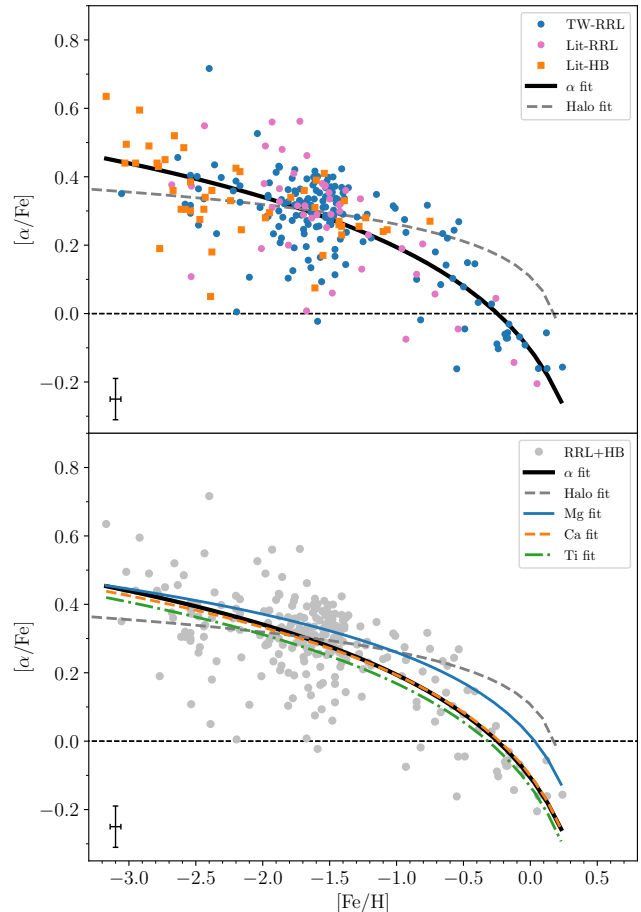 0.8
0.6
0.4
0.2
0.0
−0.2
[α/Fe]
TW-RRL
Lit-RRL
Lit-HB
α fit
Halo fit
0.8
0.6
0.4
0.2
0.0
−0.2
[α/Fe]
RRL+HB
α fit
Halo fit
Mg fit
Ca fit
Ti fit
−3.0 −2.5 −2.0 −1.5 −1.0 −0.5 0.0 0.5
[Fe/H]